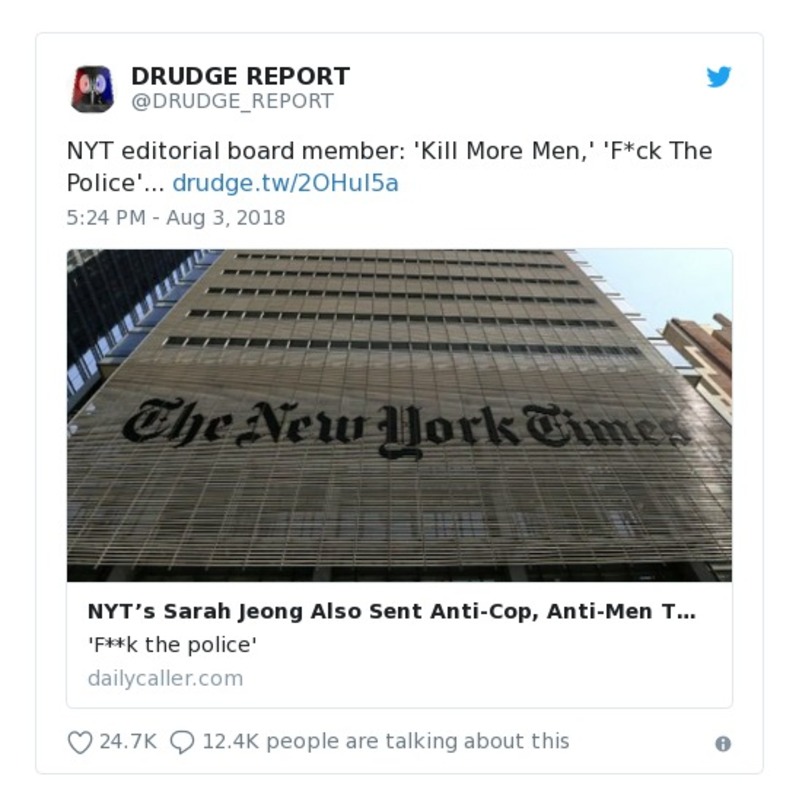 DRUDGE REPORT
@DRUDGE_REPORT
NYT editorial board member: 'Kill More Men,' 'F*ck The
Police'... drudge.tw/2OHul5a
5:24 PM - Aug 3, 2018
The New York Times
NYT’s Sarah Jeong Also Sent Anti-Cop, Anti-Men T…
'F**k the police'
dailycaller.com
24.7K 12.4K people are talking about this